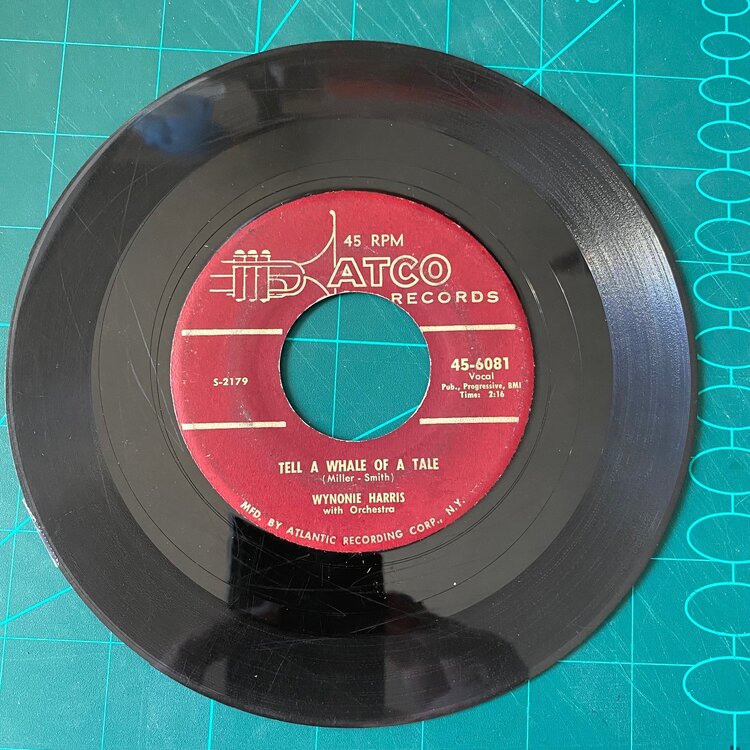 45 RPM
ATCO
RECORDS
S-2179
45-6081
Vocal
Pub., Progressive, BMI
Time: 2:16
TELL A WHALE OF A TALE
(Miller - Smith)
WYNONIE HARRIS
with Orchestra
MFD. BY ATLANTIC RECORDING CORP., N.Y.